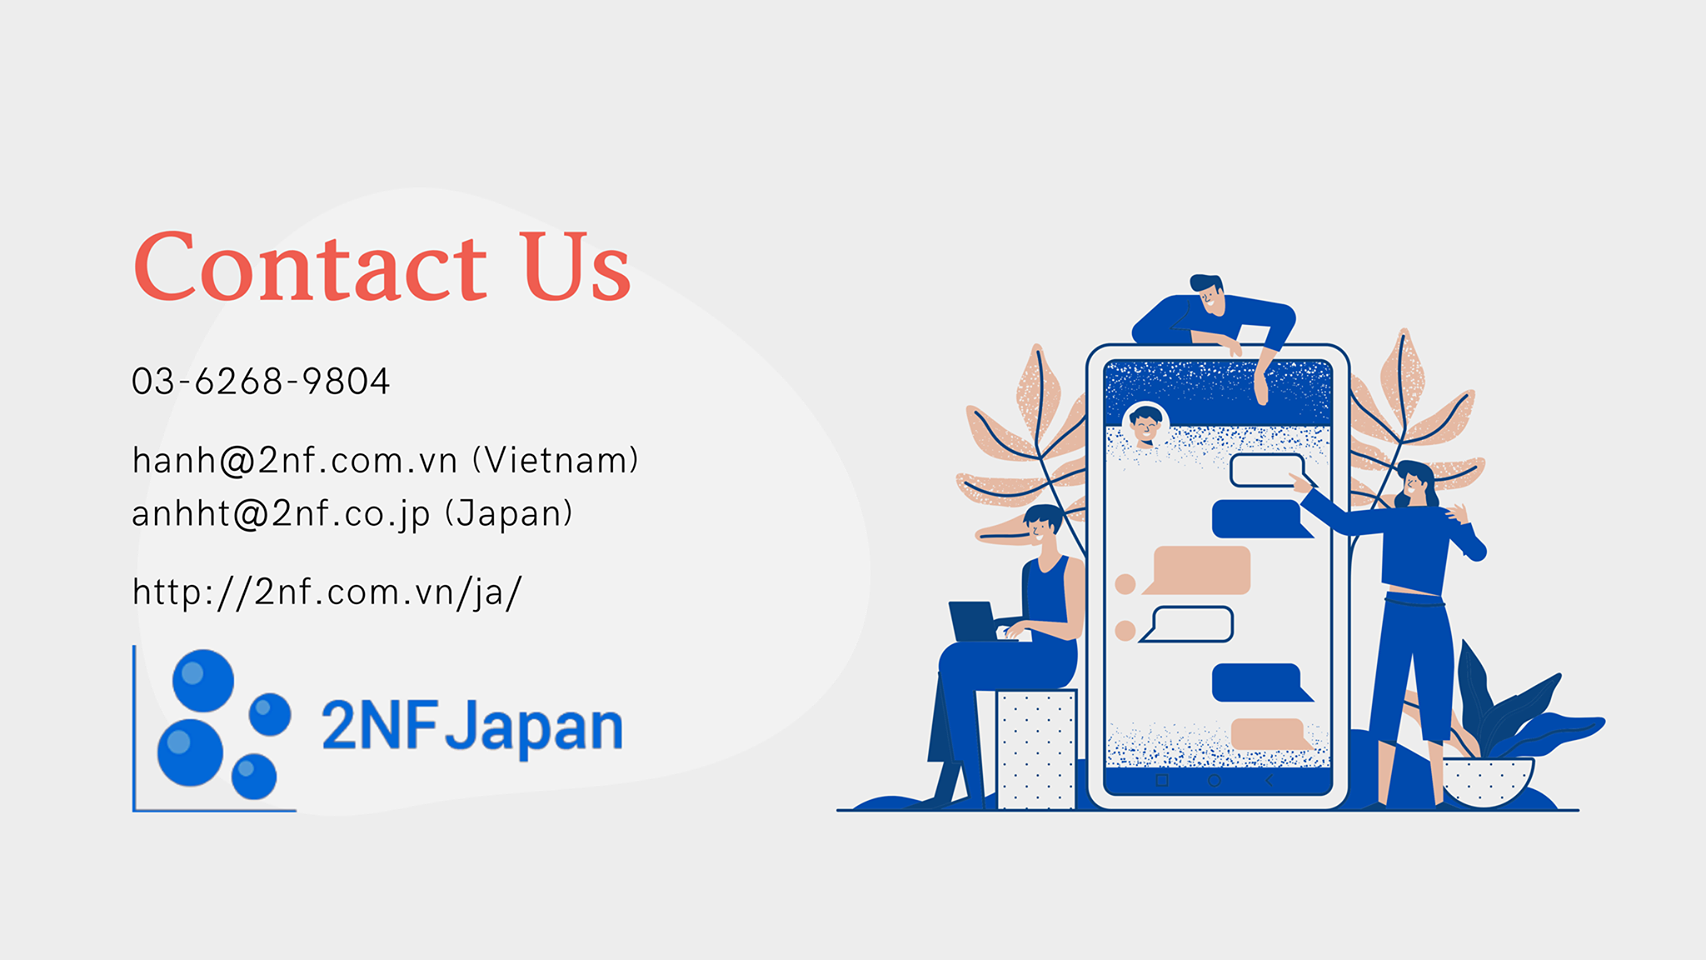 Contact Us
03-6268-9804
hanh@2nf.com.vn (Vietnam)
anhht@2nf.co.jp (Japan)
http://2nf.com.vn/ja/
2NF Japan